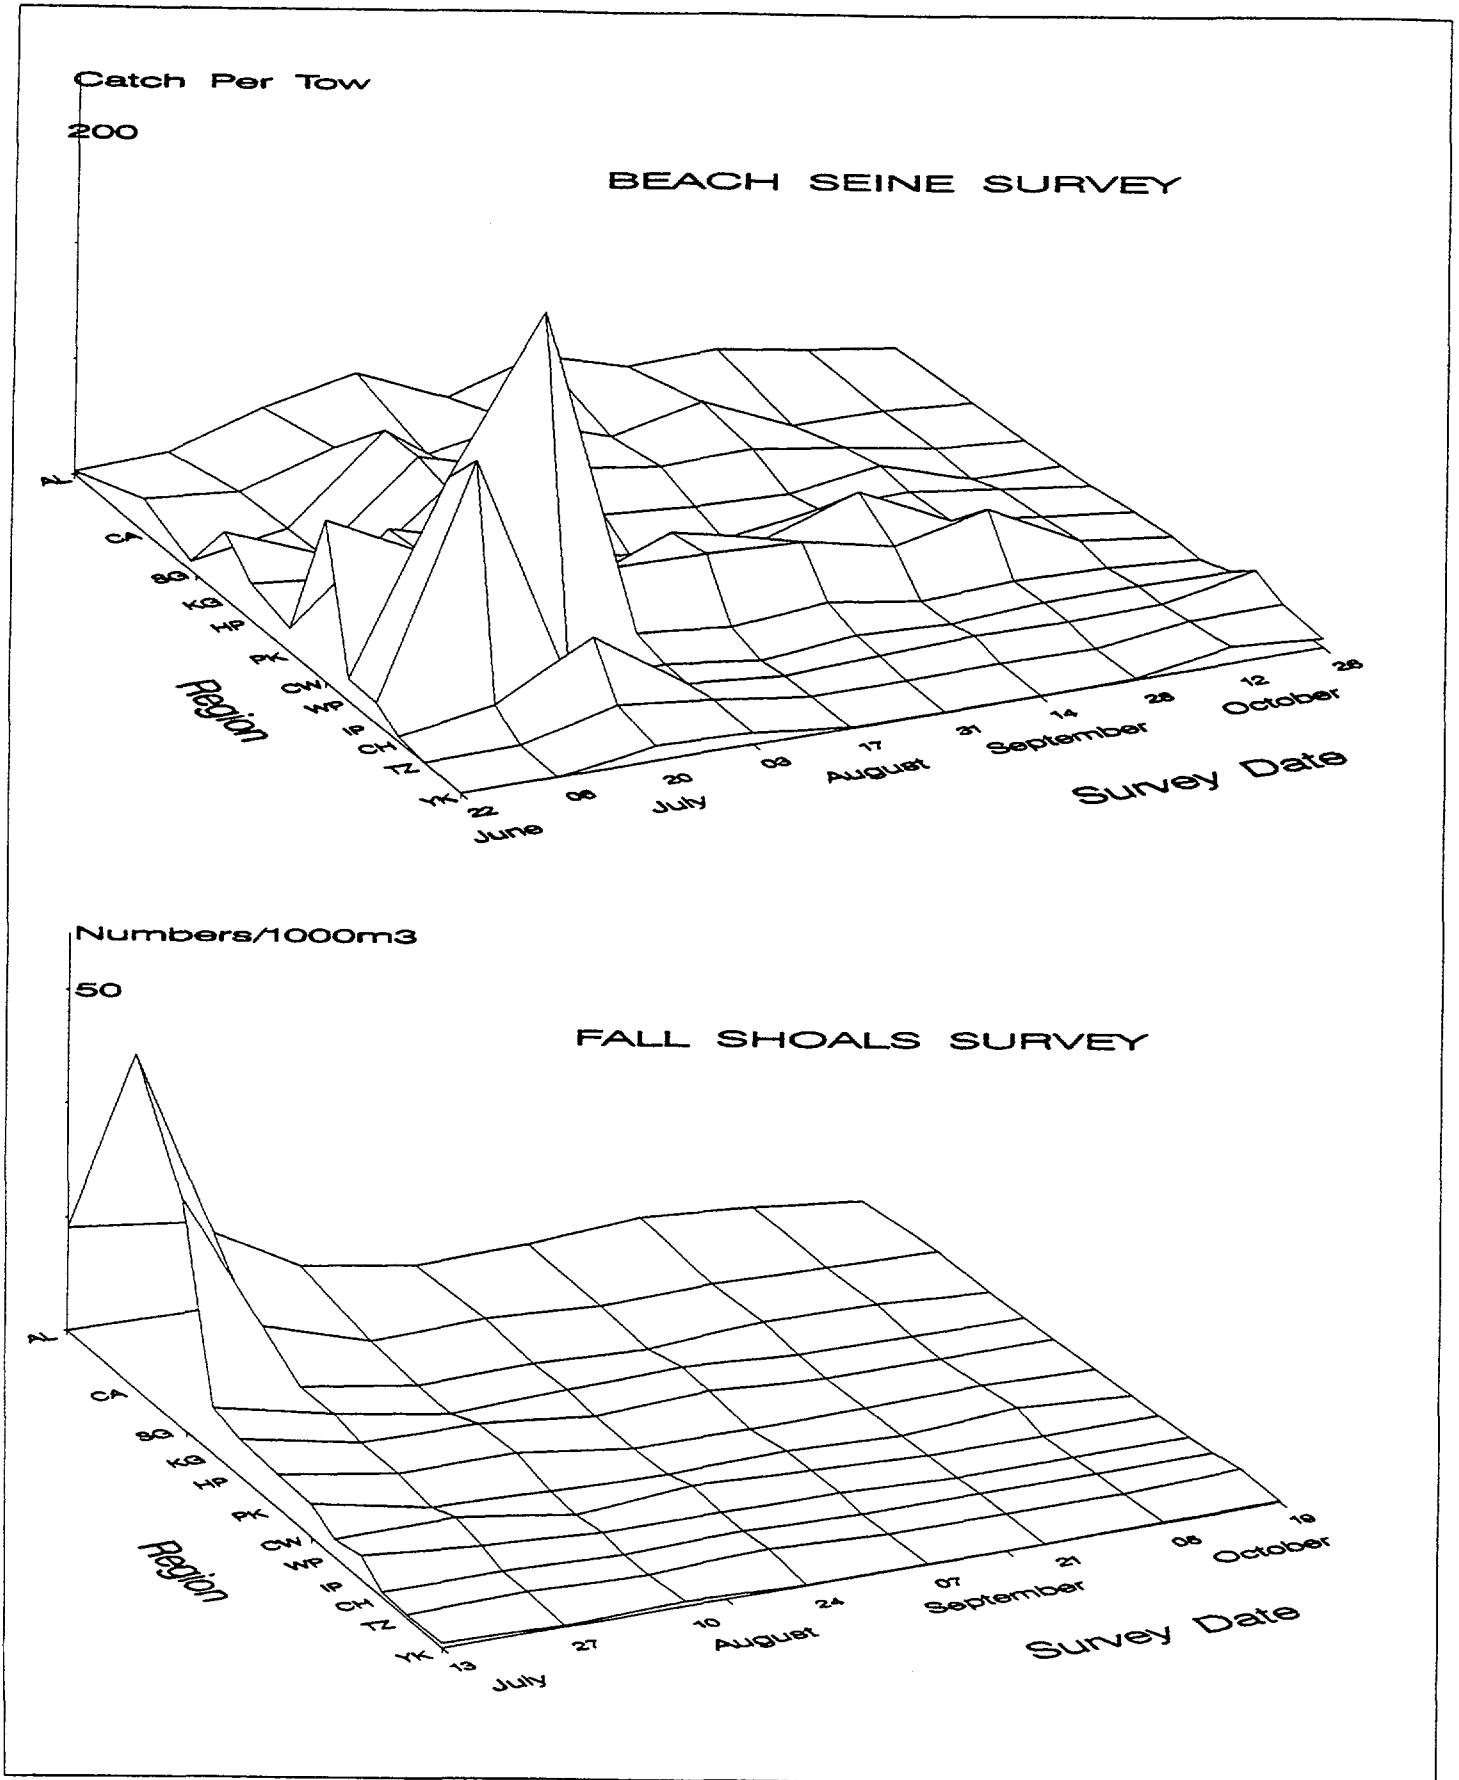 Catch Per Tow
200
BEACH SEINE SURVEY
AL
CA
SG
KG
HP
PK
CW
WP
IP
CH
TZ
YK
Region
22
06
20
03
17
31
14
28
12
26
June
July
August
September
October
Survey Date
Numbers/1000m3
50
FALL SHOALS SURVEY
AL
CA
SG
KG
HP
PK
CW
WP
IP
CH
TZ
YK
Region
13
27
10
24
07
21
05
19
July
August
September
October
Survey Date